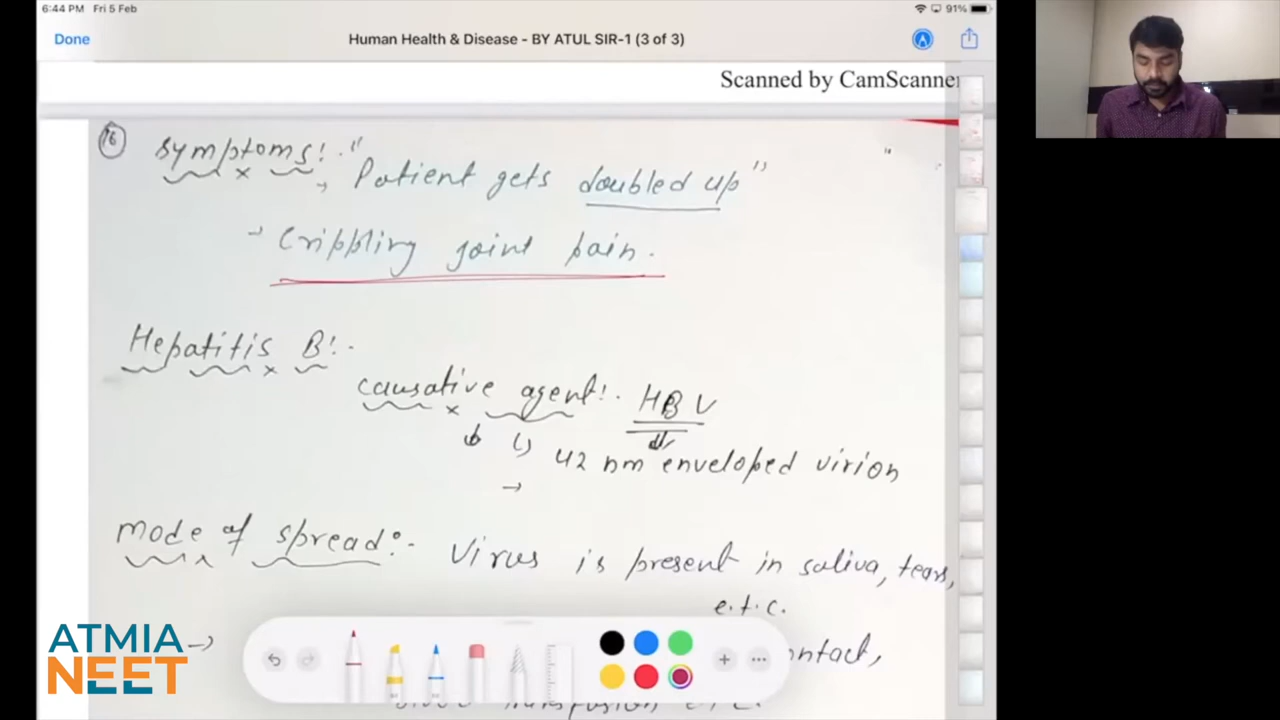 6:44 PM Fri 5 Feb
91%
Done
Human Health & Disease - BY ATUL SIR-1 (3 of 3)
Scanned by CamScanner
16 Symptoms:-"
→ Patient gets doubled up"
→ Crippling joint pain.
Hepatitis B:-
causative agent:- HBV
42 nm enveloped virion
mode of spread:- Virus is present in saliva, tears,
e.t.c.
ontact,
ATMIA
NEET